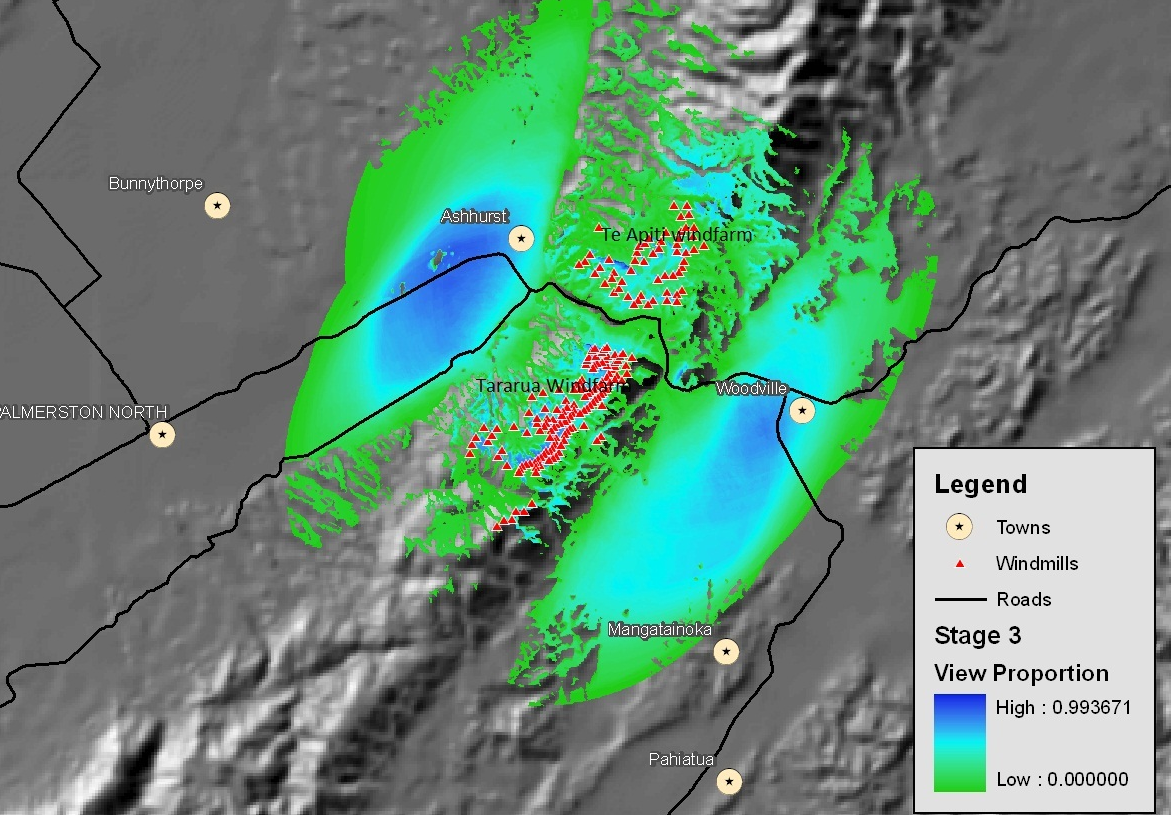 Bunnythorpe
Ashhurst
Te Apiti windfarm
Tararua Windfarm
Woodville
PALMERSTON NORTH
Mangatainoka
Pahiatua
Legend
Towns
Windmills
Roads
Stage 3
View Proportion
High : 0.993671
Low : 0.000000